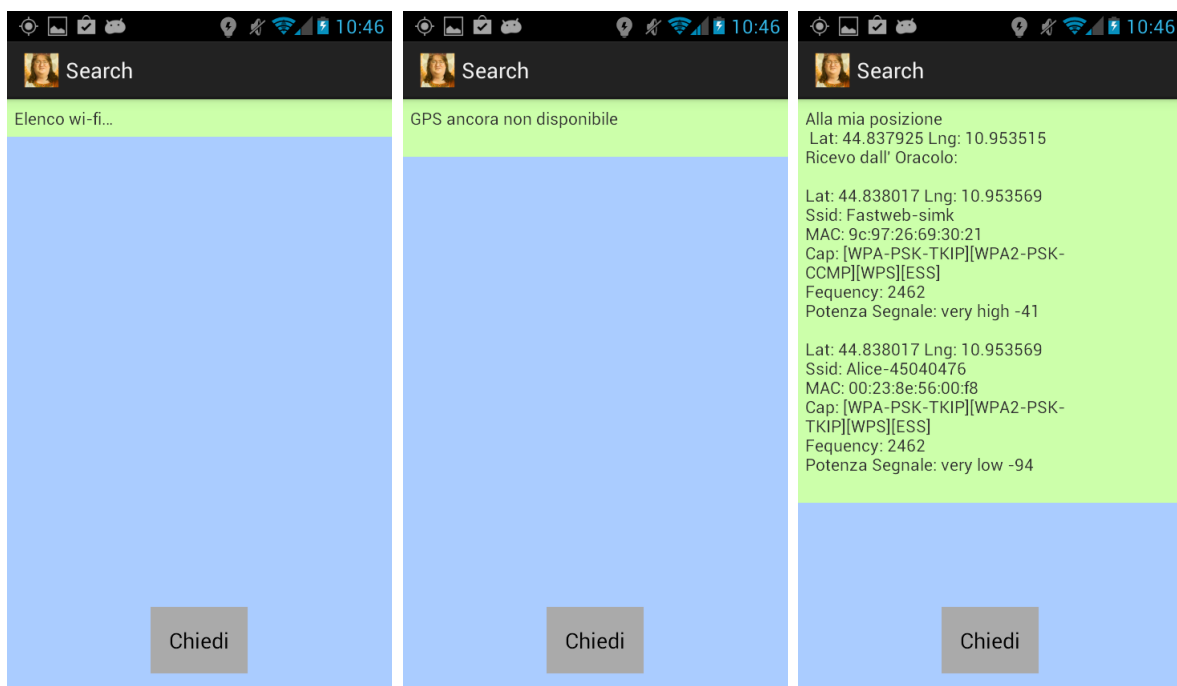 10:46
Search
Elenco wi-fi...
Chiedi
10:46
Search
GPS ancora non disponibile
Chiedi
10:46
Search
Alla mia posizione
Lat: 44.837925 Lng: 10.953515
Ricevo dall' Oracolo:
Lat: 44.838017 Lng: 10.953569
Ssid: Fastweb-simk
MAC: 9c:97:26:69:30:21
Cap: [WPA-PSK-TKIP][WPA2-PSK-
CCMP][WPS][ESS]
Fequency: 2462
Potenza Segnale: very high -41
Lat: 44.838017 Lng: 10.953569
Ssid: Alice-45040476
MAC: 00:23:8e:56:00:f8
Cap: [WPA-PSK-TKIP][WPA2-PSK-
TKIP][WPS][ESS]
Fequency: 2462
Potenza Segnale: very low -94
Chiedi